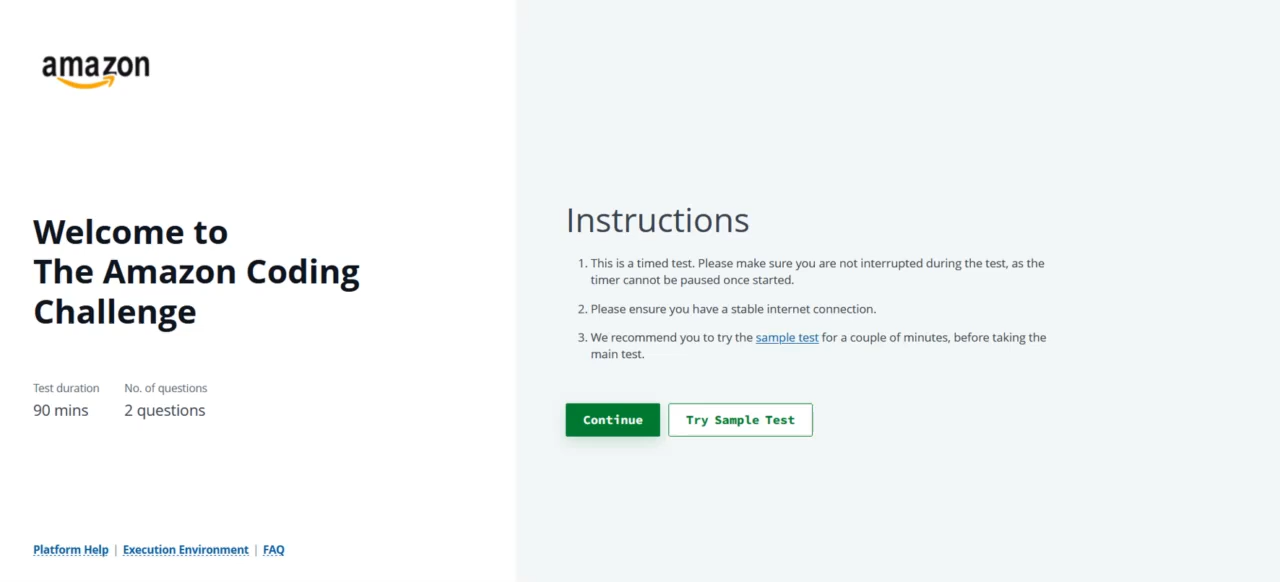 amazon
Welcome to
The Amazon Coding
Challenge
Test duration
No. of questions
90 mins
2 questions
Platform Help | Execution Environment | FAQ
Instructions
1. This is a timed test. Please make sure you are not interrupted during the test, as the
timer cannot be paused once started.
2. Please ensure you have a stable internet connection.
3. We recommend you to try the sample test for a couple of minutes, before taking the
main test.
Continue
Try Sample Test